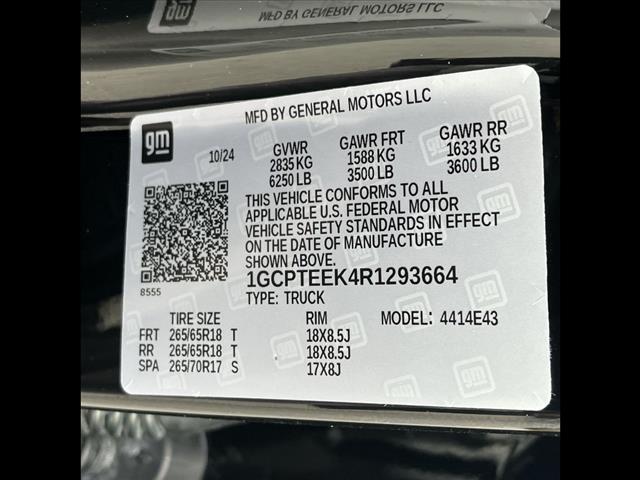 MFD BY GENERAL MOTORS LLC
gm
MFD BY GENERAL MOTORS LLC
gm
10/24
GVWR GAWR FRT GAWR RR
2835 KG 1588 KG 1633 KG
6250 LB 3500 LB 3600 LB
THIS VEHICLE CONFORMS TO ALL
APPLICABLE U.S. FEDERAL MOTOR
VEHICLE SAFETY STANDARDS IN EFFECT
ON THE DATE OF MANUFACTURE
SHOWN ABOVE.
8555
1GCPTEEK4R1293664
TYPE: TRUCK
TIRE SIZE RIM MODEL: 4414E43
FRT 265/65R18 T 18X8.5J
RR 265/65R18 T 18X8.5J
SPA 265/70R17 S 17X8J